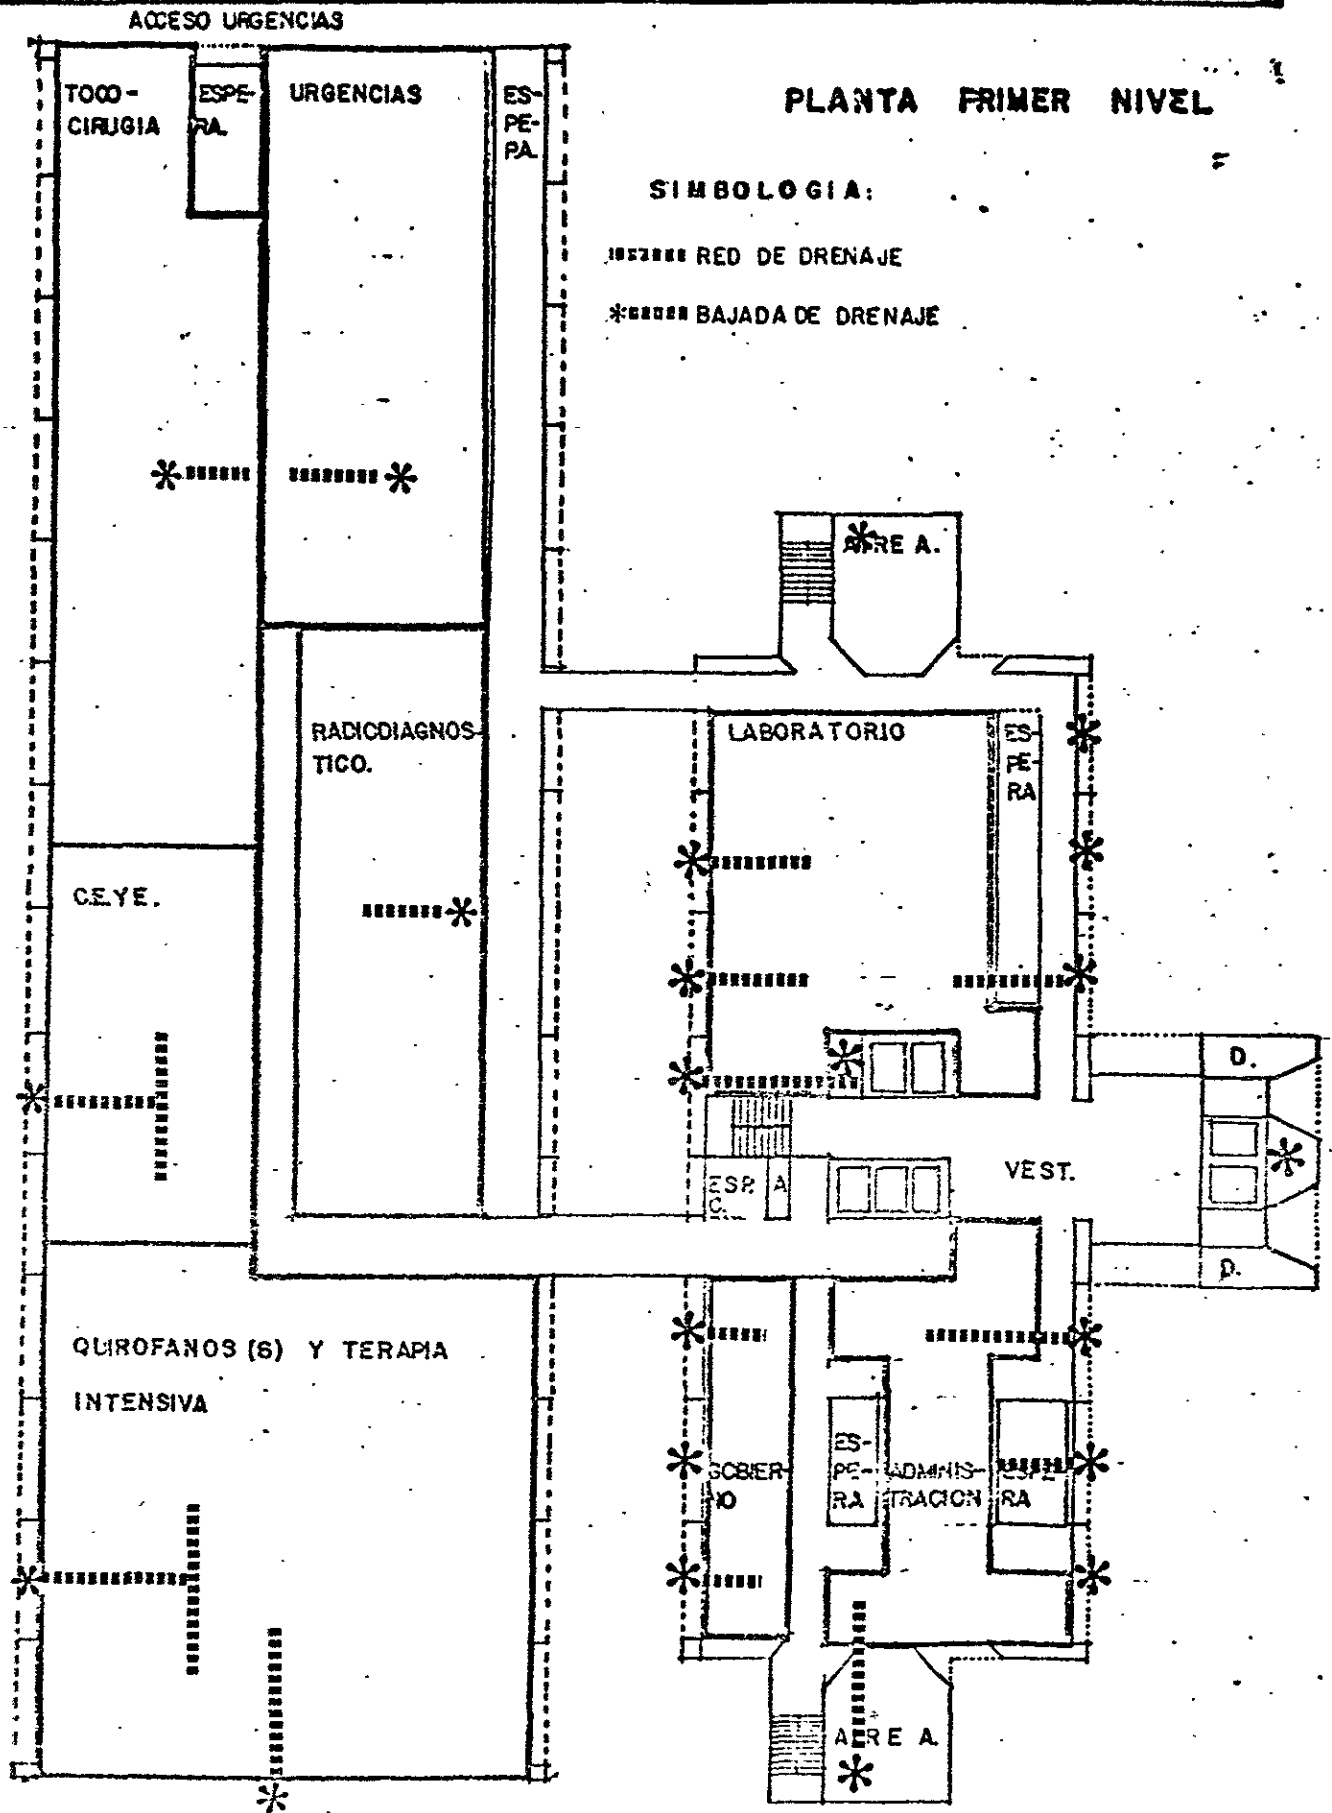 ACCESO URGENCIAS
TOCO-
CIRUGIA
ESPE-
RA.
URGENCIAS
ES-
PE-
RA.
PLANTA PRIMER NIVEL
SIMBOLOGIA:
RED DE DRENAJE
BAJADA DE DRENAJE
AIRE A.
RADIODIAGNOS-
TICO.
LABORATORIO
ES-
PE-
RA
C.E.Y E.
D.
VEST.
ESP.
C.
A
D.
QUIROFANOS (6) Y TERAPIA
INTENSIVA
GOBIER-
NO
ES-
PE-
RA
ADMINIS-
TRACION
ESPE-
RA
AIRE A.